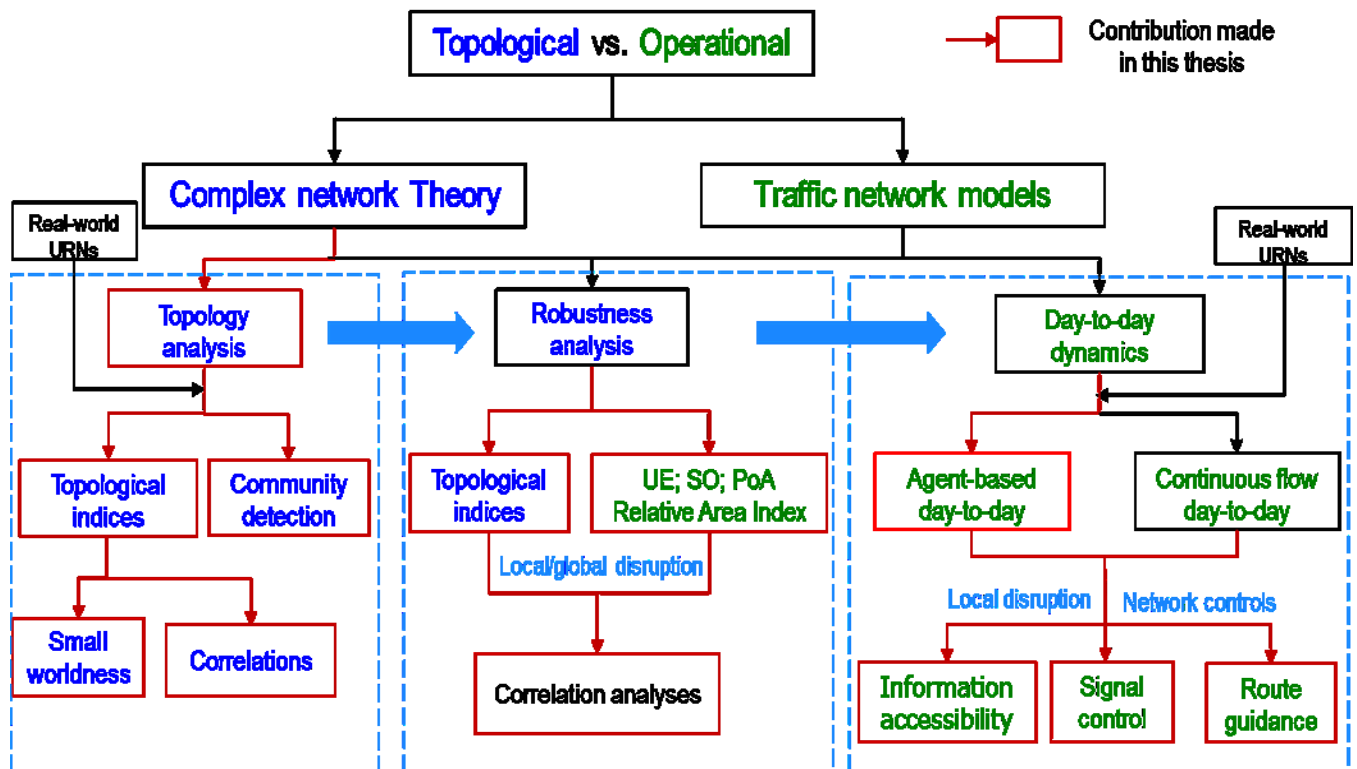 Topological vs. Operational
Contribution made
in this thesis
Complex network Theory
Traffic network models
Real-world
URNs
Real-world
URNs
Topology
analysis
Robustness
analysis
Day-to-day
dynamics
Topological
indices
Community
detection
Topological
indices
UE; SO; PoA
Relative Area Index
Agent-based
day-to-day
Continuous flow
day-to-day
Local/global disruption
Local disruption
Network controls
Small
worldness
Correlations
Correlation analyses
Information
accessibility
Signal
control
Route
guidance